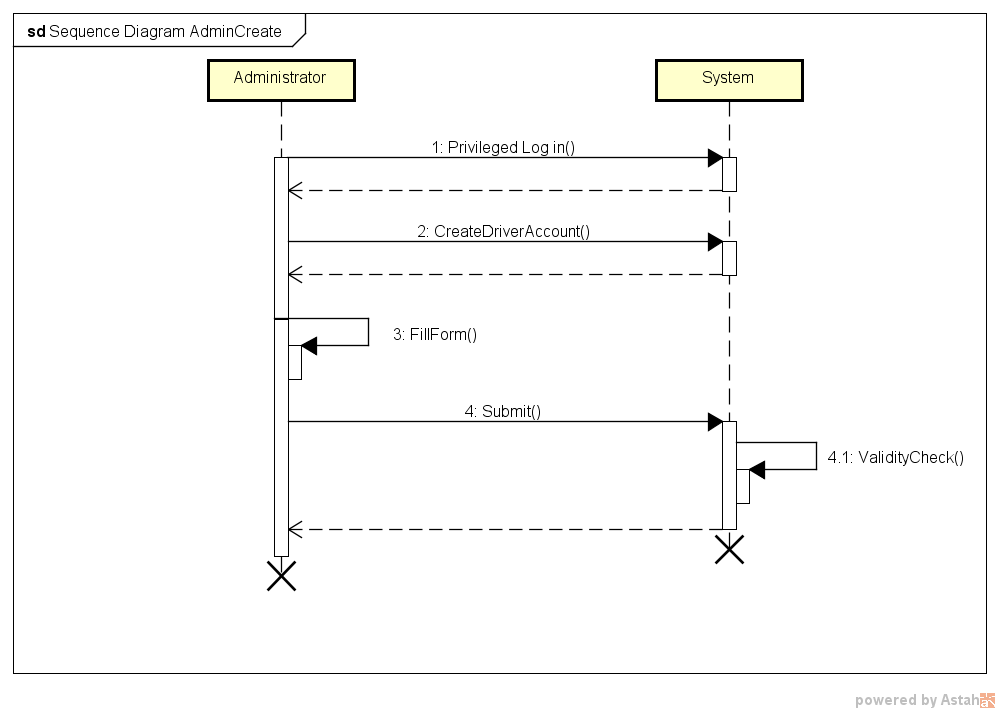 sd Sequence Diagram AdminCreate
Administrator
System
1: Privileged Log in()
2: CreateDriverAccount()
3: FillForm()
4: Submit()
4.1: ValidityCheck()
powered by Astah